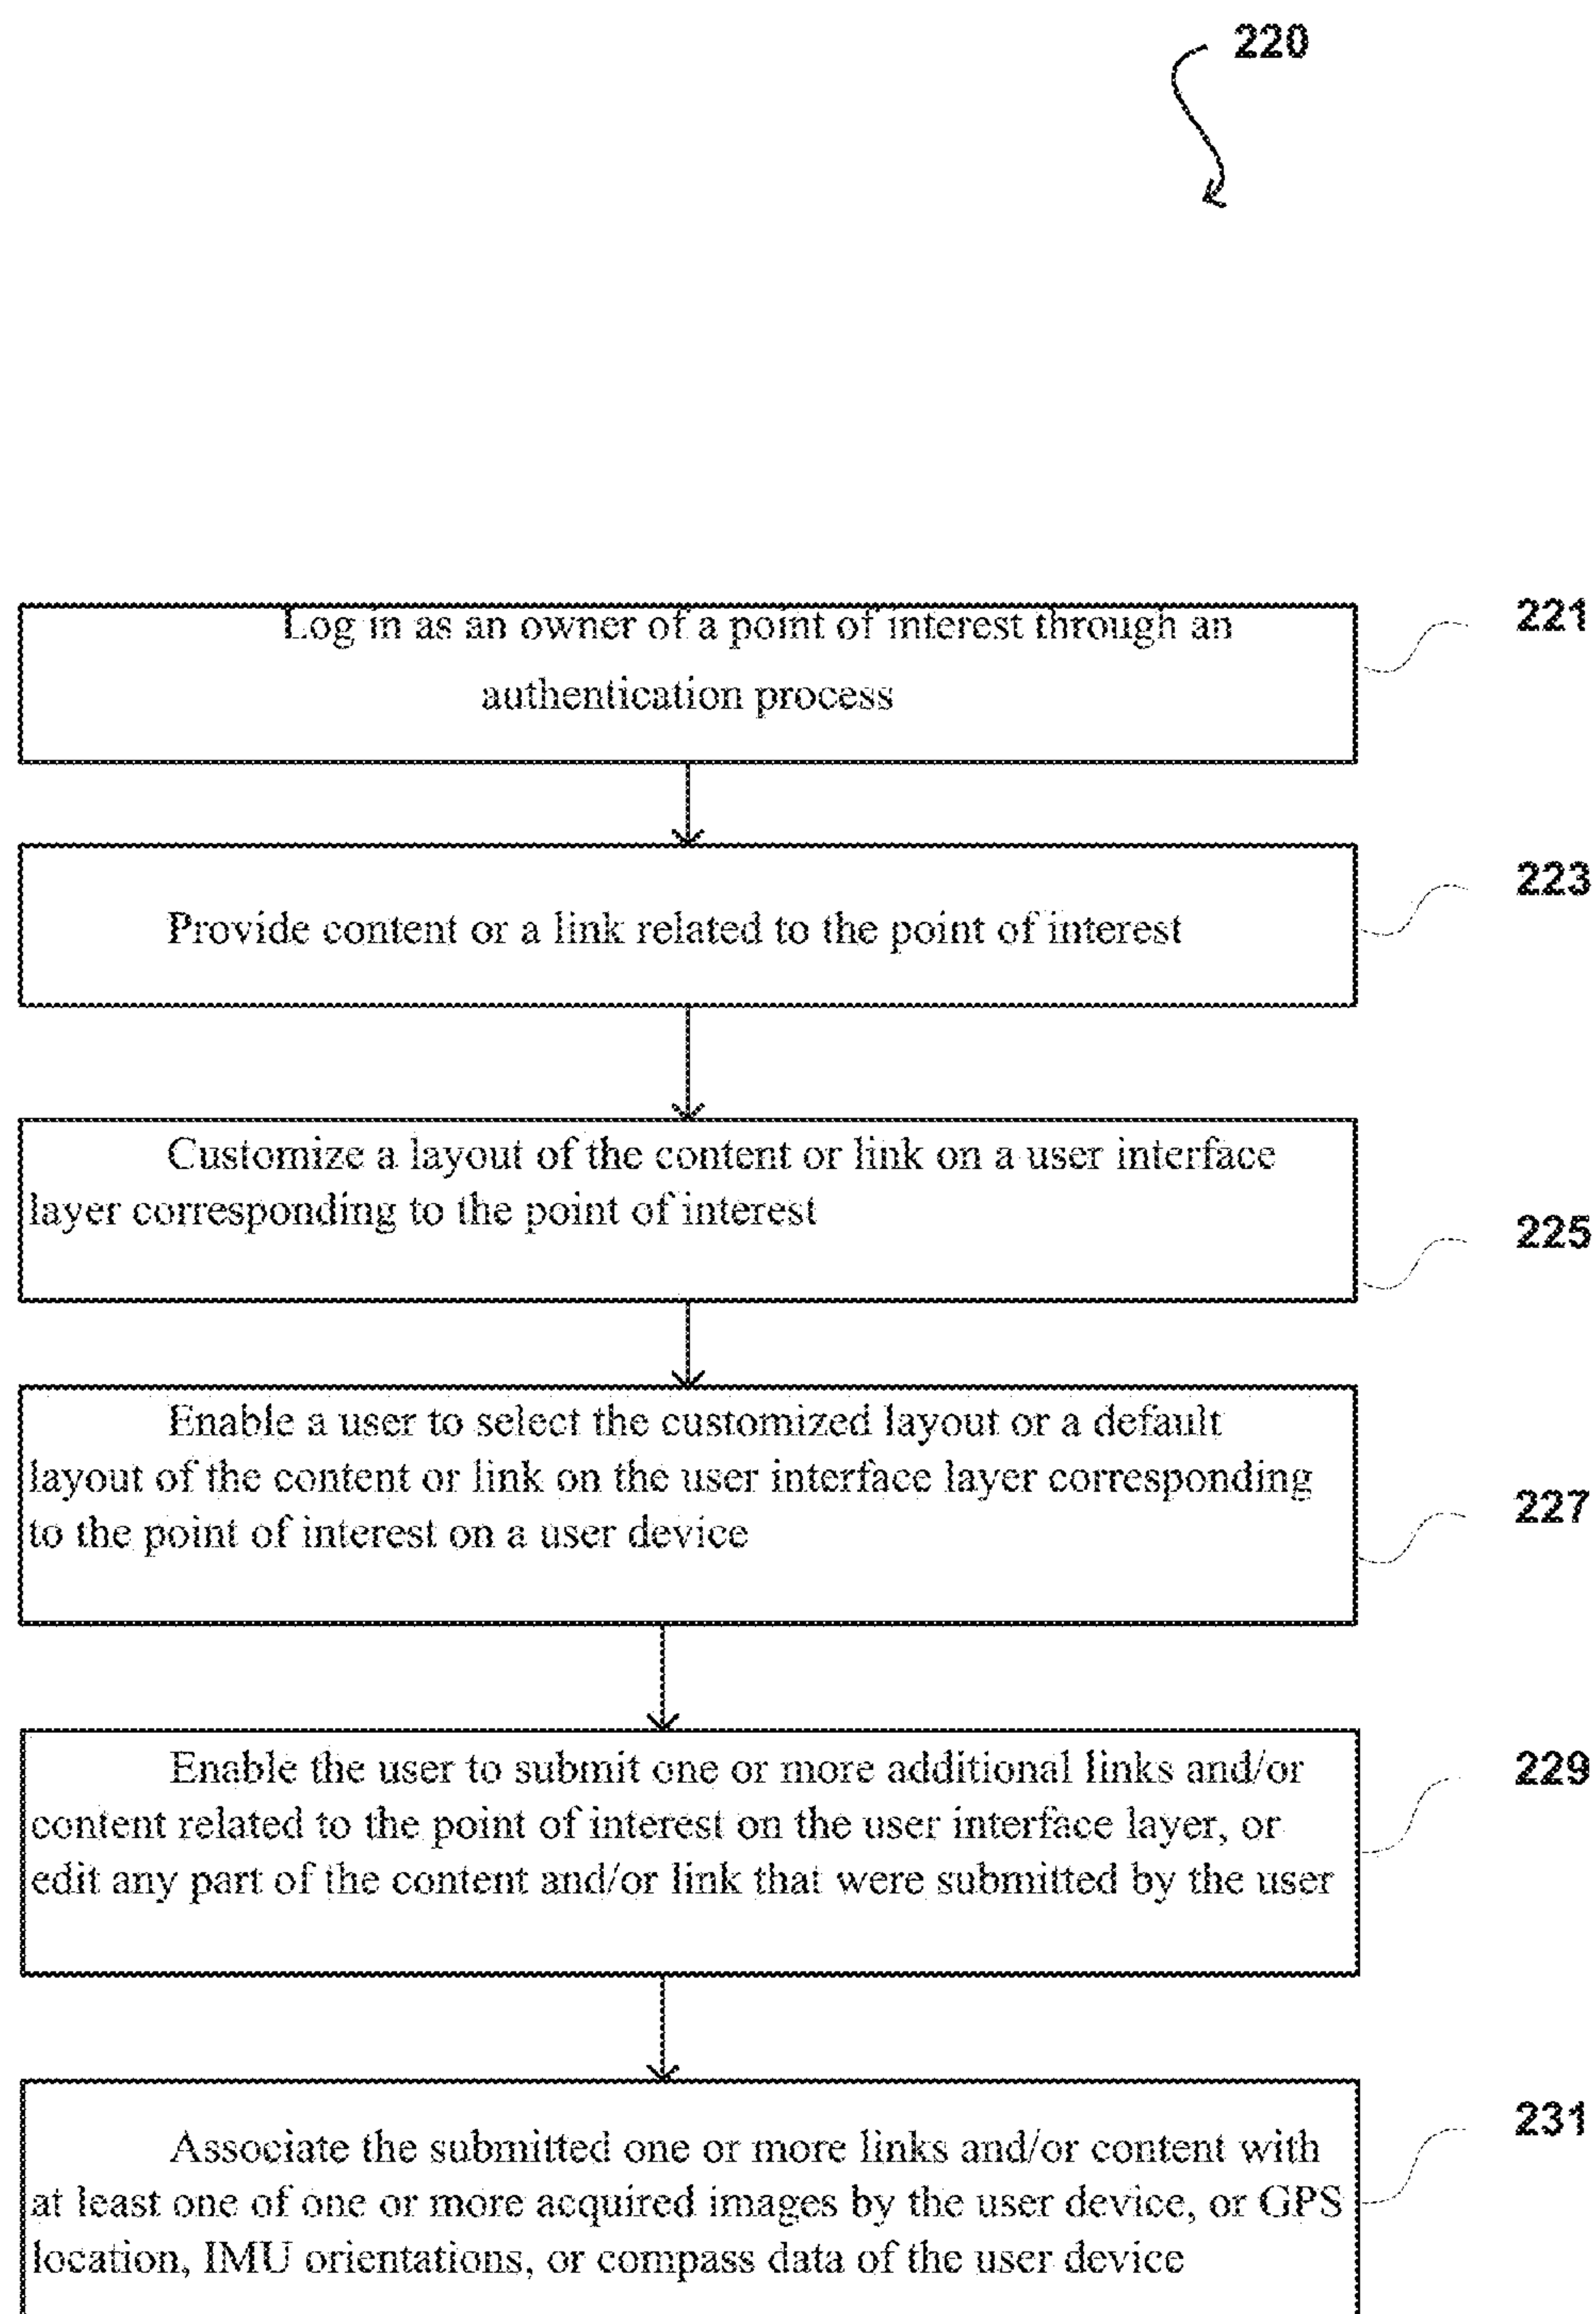 220
Log in as an owner of a point of interest through an
authentication process
221
Provide content or a link related to the point of interest
223
Customize a layout of the content or link on a user interface
layer corresponding to the point of interest
225
Enable a user to select the customized layout or a default
layout of the content or link on the user interface layer corresponding
to the point of interest on a user device
227
Enable the user to submit one or more additional links and/or
content related to the point of interest on the user interface layer, or
edit any part of the content and/or link that were submitted by the user
229
Associate the submitted one or more links and/or content with
at least one of one or more acquired images by the user device, or GPS
location, IMU orientations, or compass data of the user device
231